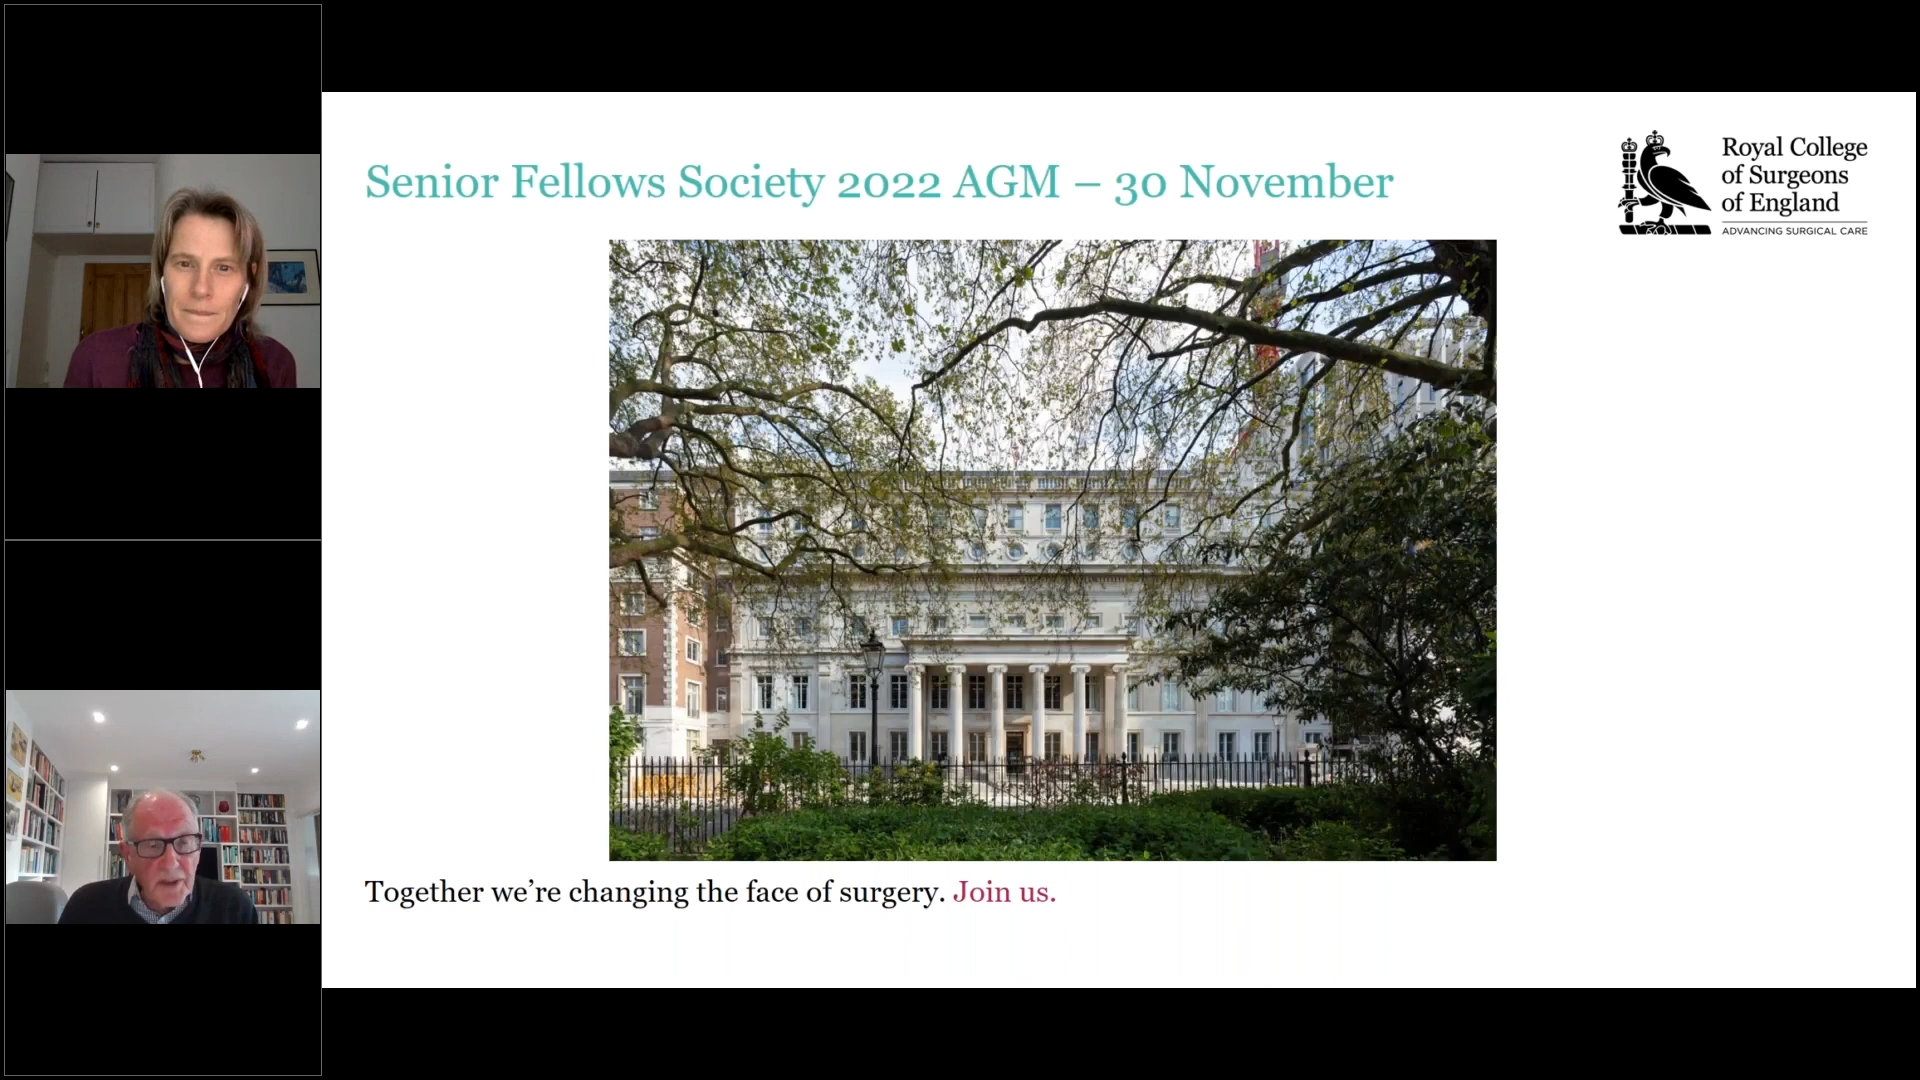 Senior Fellows Society 2022 AGM – 30 November
Royal College
of Surgeons
of England
ADVANCING SURGICAL CARE
Together we’re changing the face of surgery. Join us.